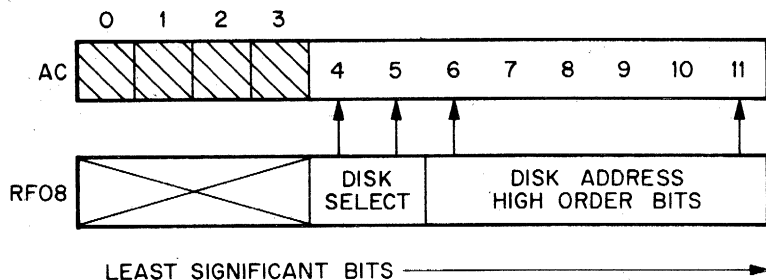 0 1 2 3
AC 4 5 6 7 8 9 10 11
RF08 DISK SELECT DISK ADDRESS HIGH ORDER BITS
LEAST SIGNIFICANT BITS